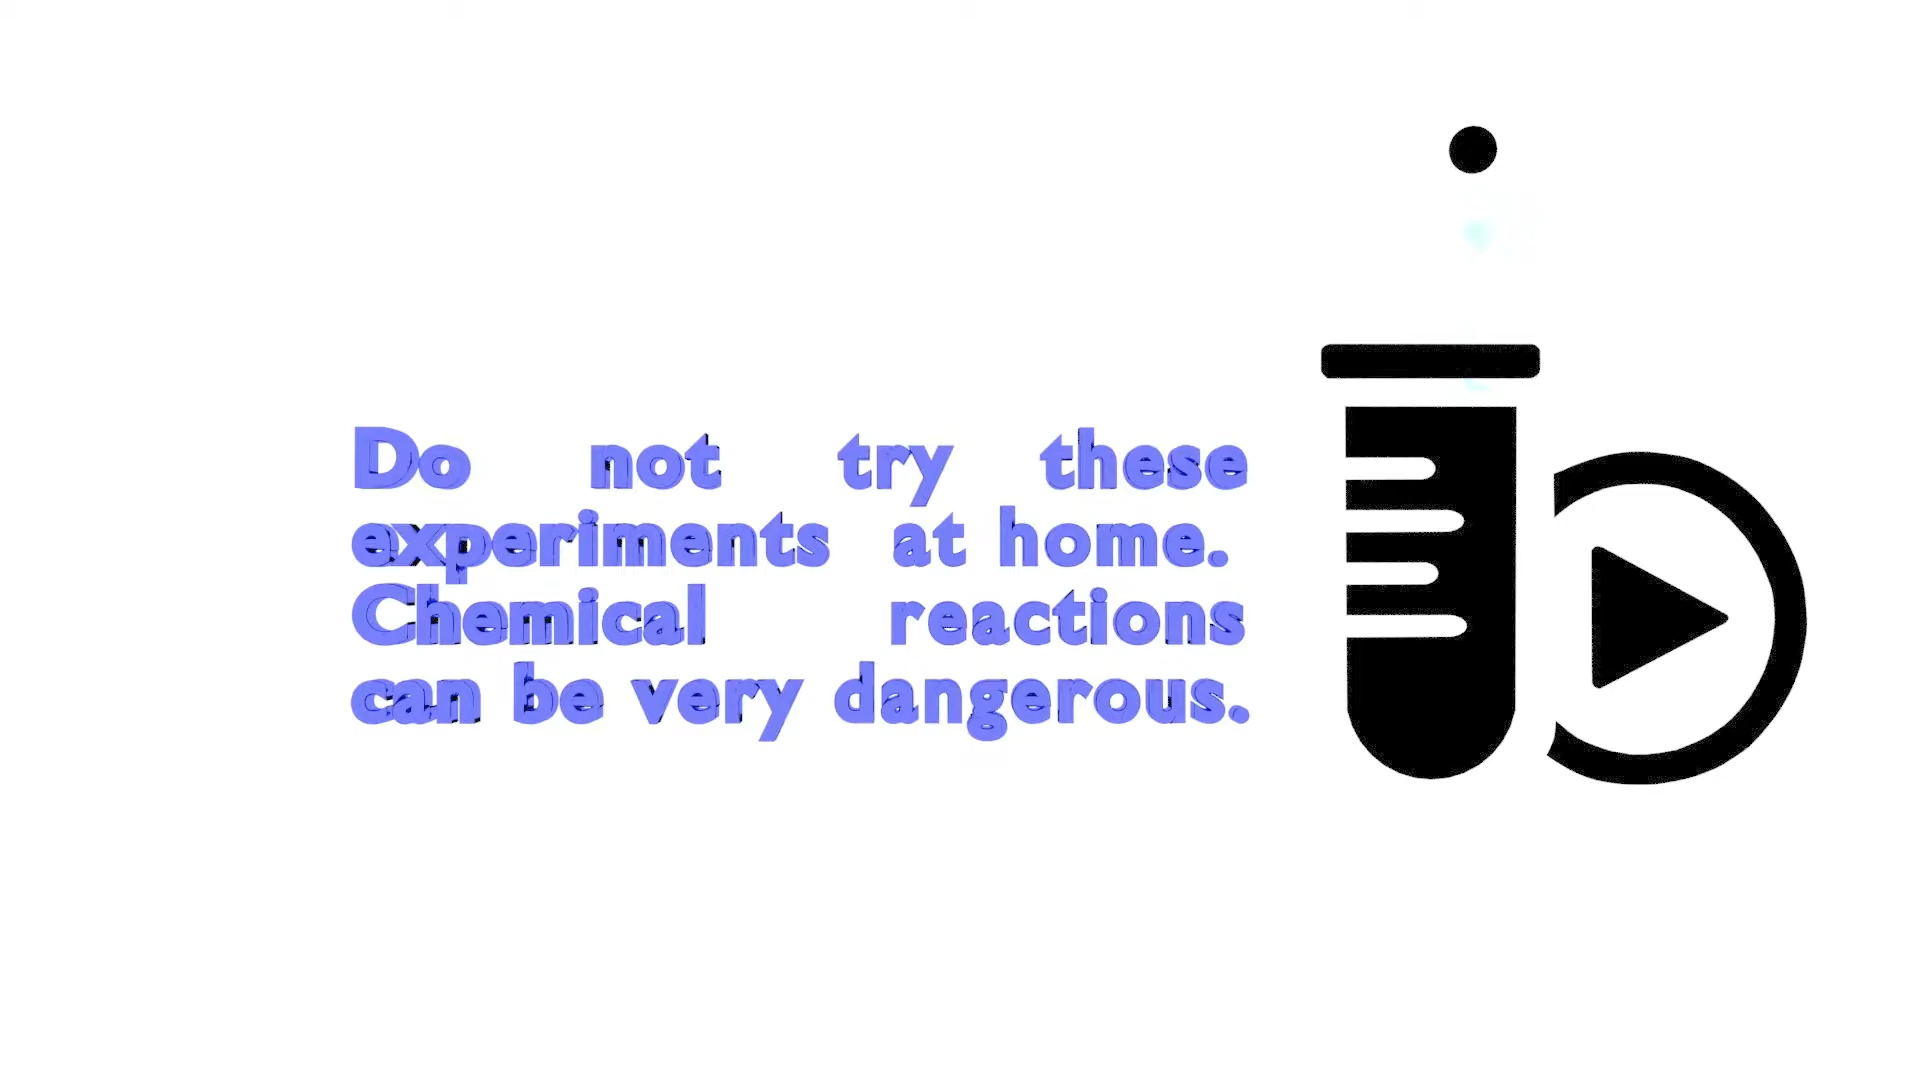 Do not try these
experiments at home.
Chemical reactions
can be very dangerous.